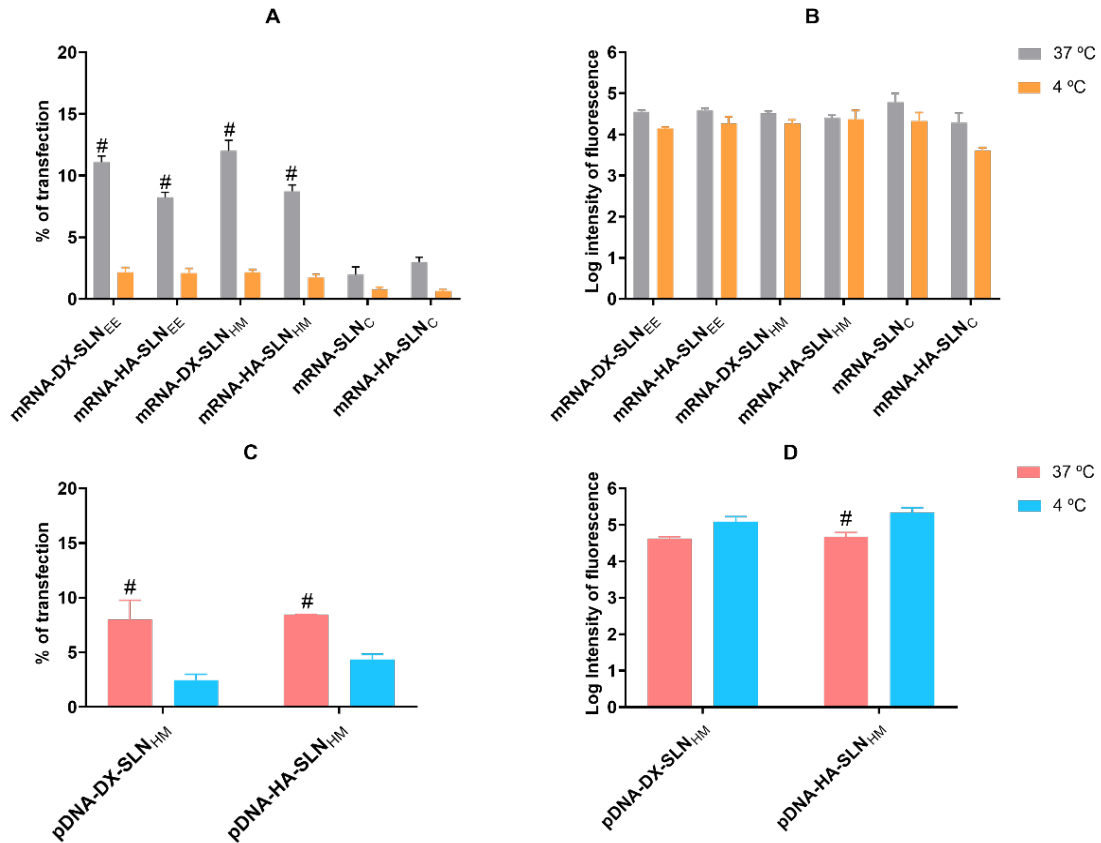 A
% of transfection
20
15
10
5
0
#
#
#
#
mRNA-DX-SLNEE
mRNA-HA-SLNEE
mRNA-DX-SLNHM
mRNA-HA-SLNHM
mRNA-SLNC
mRNA-HA-SLNC
B
Log intensity of fluorescence
6
5
4
3
2
1
0
mRNA-DX-SLNEE
mRNA-HA-SLNEE
mRNA-DX-SLNHM
mRNA-HA-SLNHM
mRNA-SLNC
mRNA-HA-SLNC
37 ºC
4 ºC
C
% of transfection
20
15
10
5
0
#
#
pDNA-DX-SLNHM
pDNA-HA-SLNHM
D
Log intensity of fluorescence
6
5
4
3
2
1
0
#
pDNA-DX-SLNHM
pDNA-HA-SLNHM
37 ºC
4 ºC